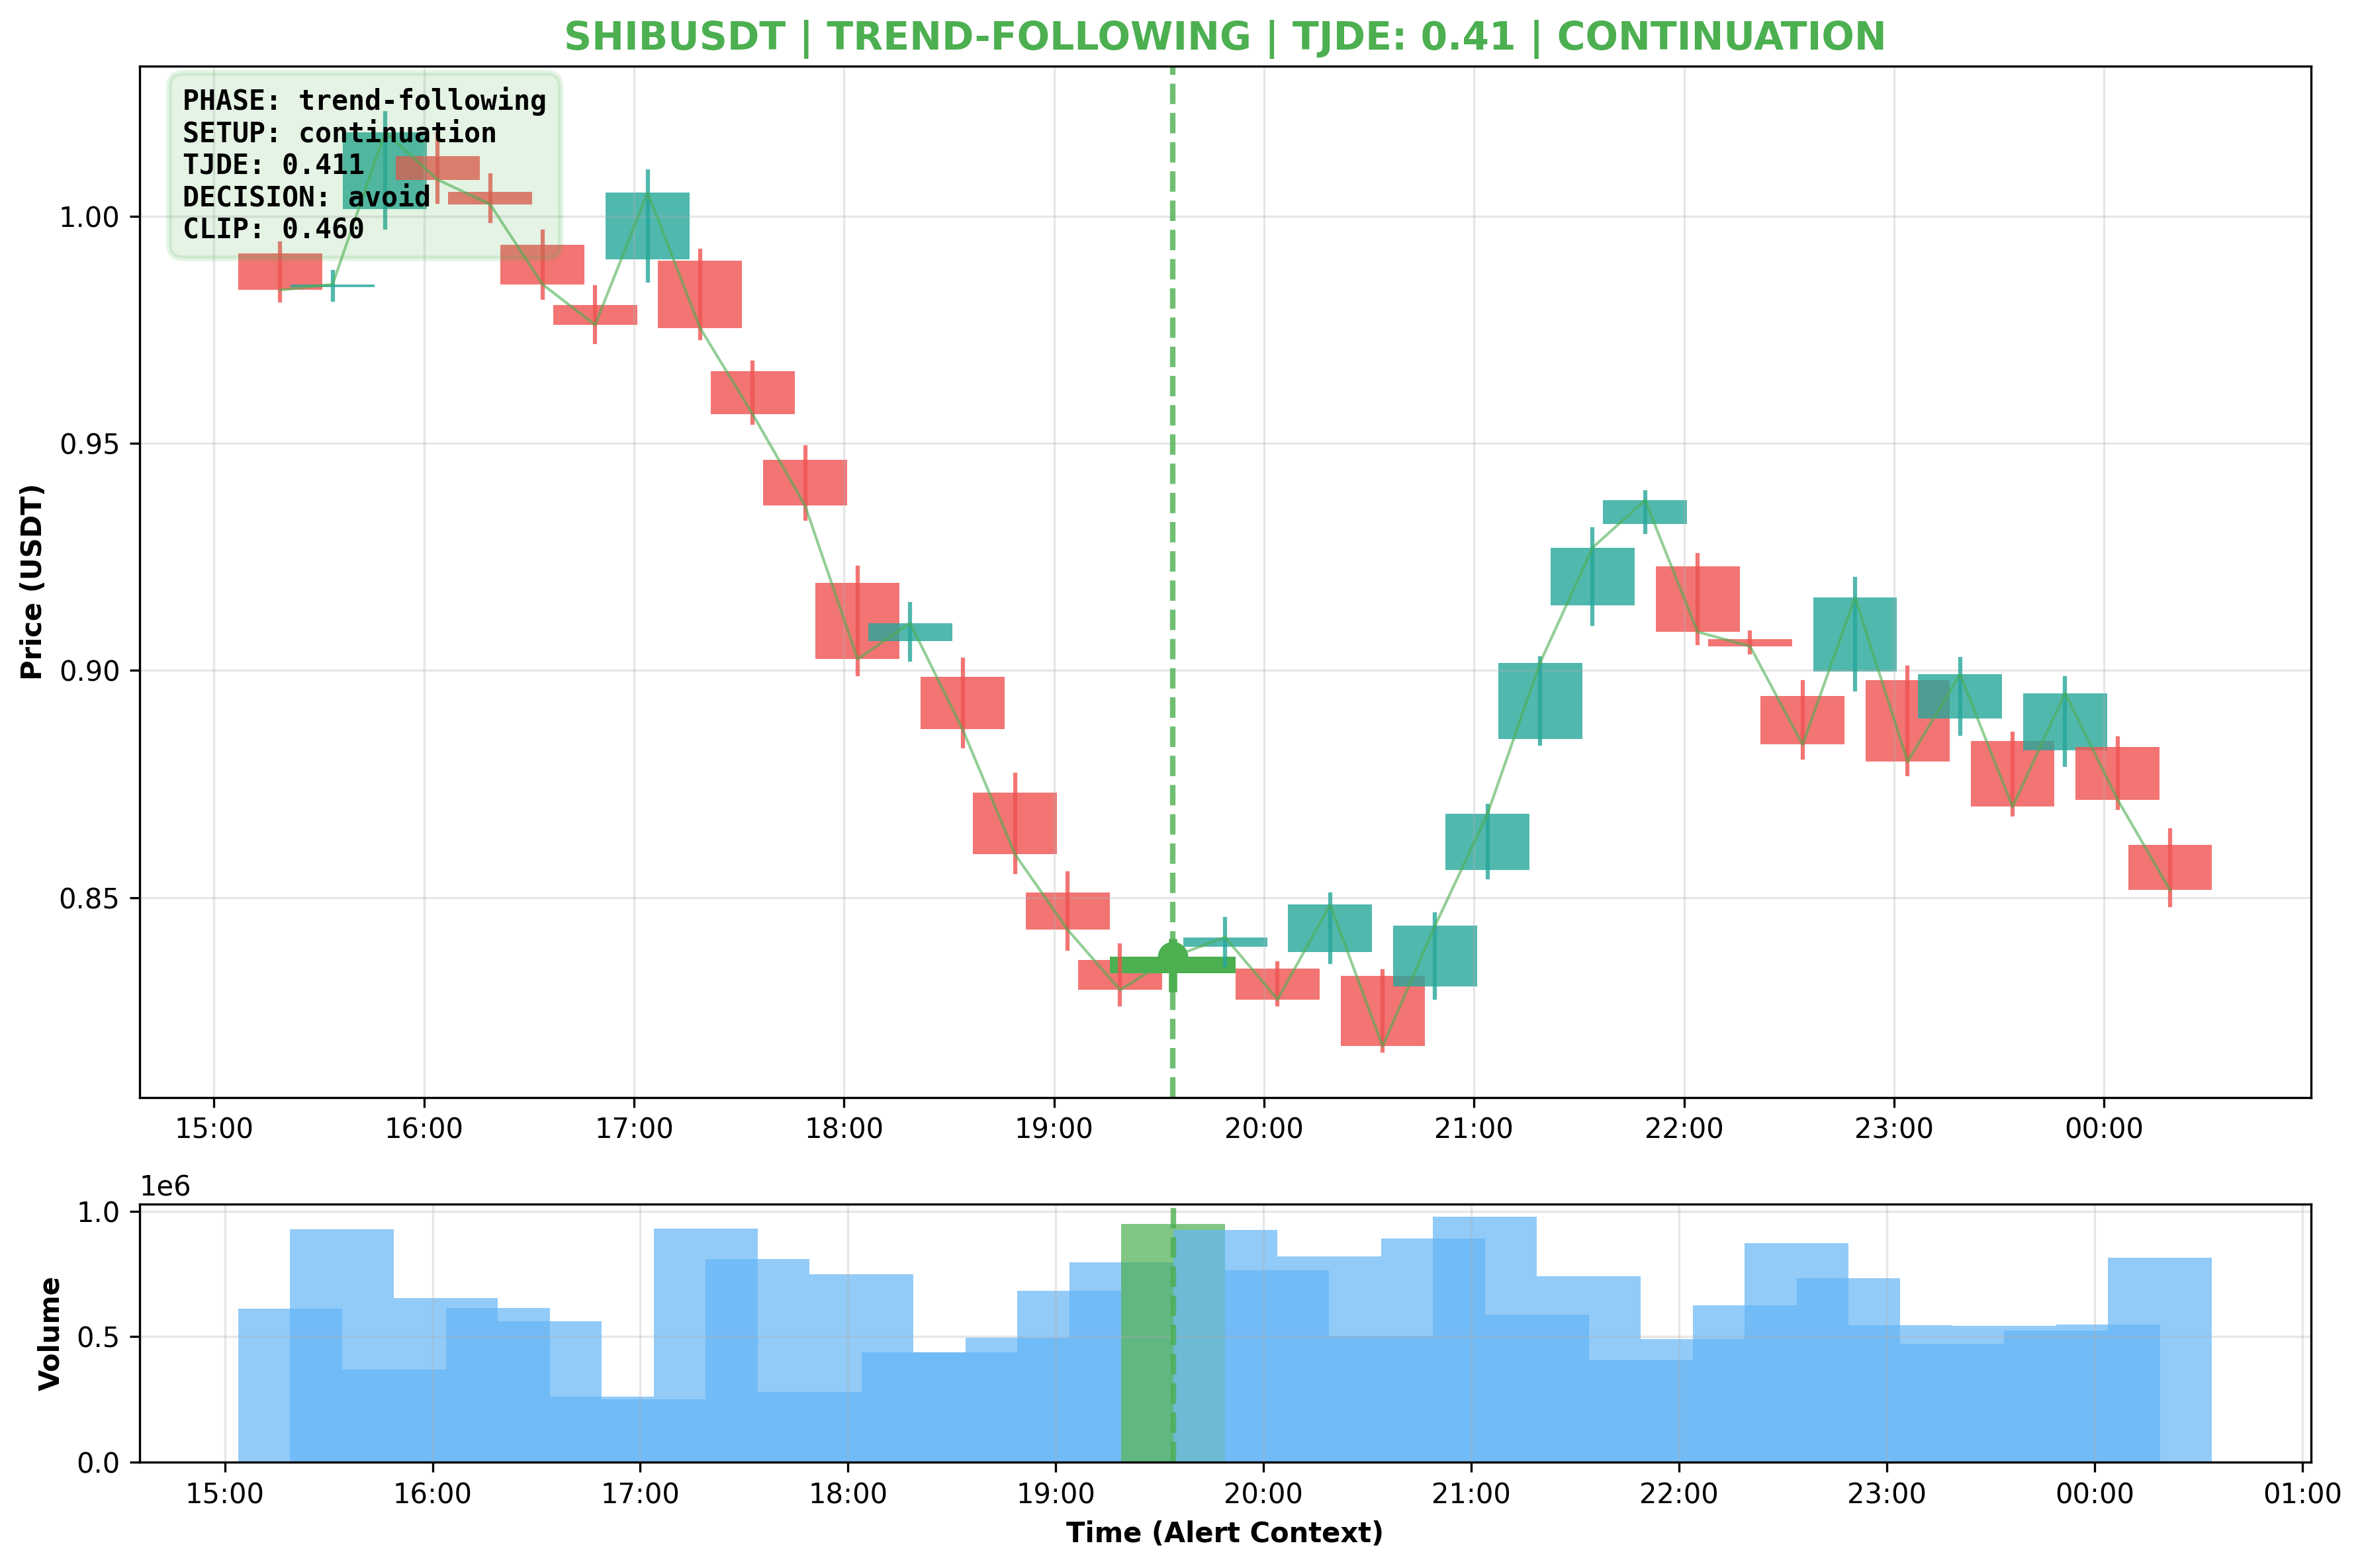 SHIBUSDT | TREND-FOLLOWING | TJDE: 0.41 | CONTINUATION
PHASE: trend-following
SETUP: continuation
TJDE: 0.411
DECISION: avoid
CLIP: 0.460
Price (USDT)
1.00
0.95
0.90
0.85
15:00 16:00 17:00 18:00 19:00 20:00 21:00 22:00 23:00 00:00
1e6
Volume
1.0
0.5
0.0
15:00 16:00 17:00 18:00 19:00 20:00 21:00 22:00 23:00 00:00 01:00
Time (Alert Context)